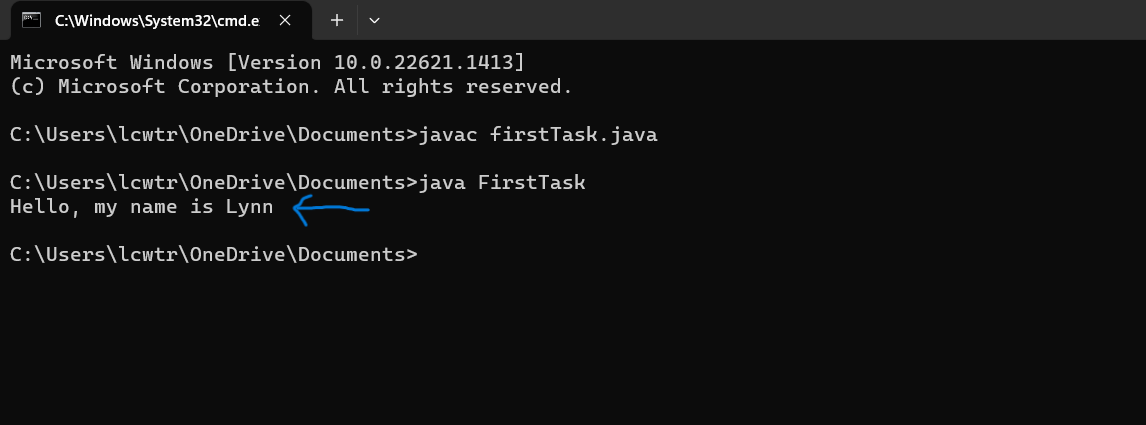 C:\Windows\System32\cmd.e
Microsoft Windows [Version 10.0.22621.1413]
(c) Microsoft Corporation. All rights reserved.
C:\Users\lcwtr\OneDrive\Documents>javac firstTask.java
C:\Users\lcwtr\OneDrive\Documents>java FirstTask
Hello, my name is Lynn
C:\Users\lcwtr\OneDrive\Documents>